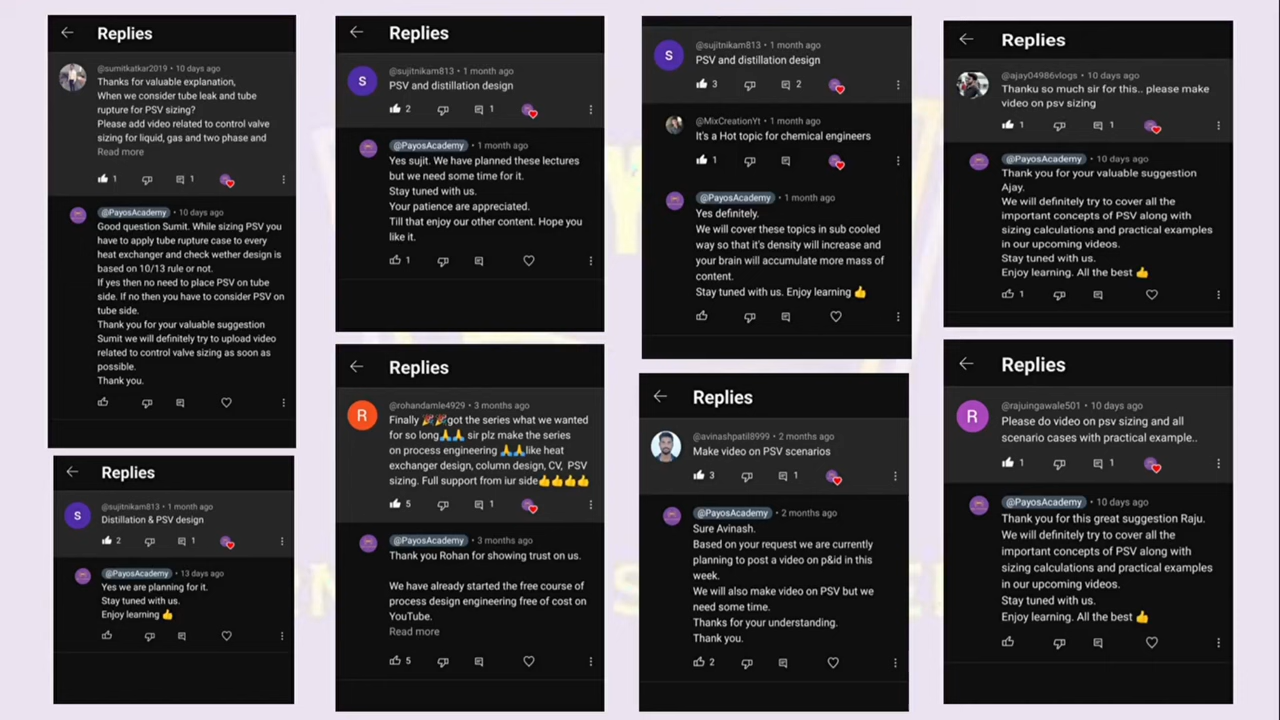 Replies
@sumitkatkar2019 • 10 days ago
Thanks for valuable explanation,
When we consider tube leak and tube
rupture for PSV sizing?
Please add video related to control valve
sizing for liquid, gas and two phase and
Read more
1
1
@PayosAcademy • 10 days ago
Good question Sumit. While sizing PSV you
have to apply tube rupture case to every
heat exchanger and check wether design is
based on 10/13 rule or not.
If yes then no need to place PSV on tube
side. If no then you have to consider PSV on
tube side.
Thank you for your valuable suggestion
Sumit we will definitely try to upload video
related to control valve sizing as soon as
possible.
Thank you.
Replies
@sujitnikam813 • 1 month ago
S
Distillation & PSV design
2
1
@PayosAcademy • 13 days ago
Yes we are planning for it.
Stay tuned with us.
Enjoy learning 👍
Replies
@sujitnikam813 • 1 month ago
S
PSV and distillation design
2
1
@PayosAcademy • 1 month ago
Yes sujit. We have planned these lectures
but we need some time for it.
Stay tuned with us.
Your patience are appreciated.
Till that enjoy our other content. Hope you
like it.
1
Replies
@rohandamle4929 • 3 months ago
R
Finally 🎉🎉got the series what we wanted
for so long🙏🙏 sir plz make the series
on process engineering 🙏🙏like heat
exchanger design, column design, CV, PSV
sizing. Full support from iur side👍👍👍👍
5
1
@PayosAcademy • 3 months ago
Thank you Rohan for showing trust on us.
We have already started the free course of
process design engineering free of cost on
YouTube.
Read more
5
@sujitnikam813 • 1 month ago
S
PSV and distillation design
3
2
@MixCreationYt • 1 month ago
It's a Hot topic for chemical engineers
1
@PayosAcademy • 1 month ago
Yes definitely.
We will cover these topics in sub cooled
way so that it's density will increase and
your brain will accumulate more mass of
content.
Stay tuned with us. Enjoy learning 👍
Replies
@avinashpatil8999 • 2 months ago
Make video on PSV scenarios
3
1
@PayosAcademy • 2 months ago
Sure Avinash.
Based on your request we are currently
planning to post a video on p&id in this
week.
We will also make video on PSV but we
need some time.
Thanks for your understanding.
Thank you.
2
Replies
@ajay04986vlogs • 10 days ago
Thanku so much sir for this.. please make
video on psv sizing
1
1
@PayosAcademy • 10 days ago
Thank you for your valuable suggestion
Ajay.
We will definitely try to cover all the
important concepts of PSV along with
sizing calculations and practical examples
in our upcoming videos.
Stay tuned with us.
Enjoy learning. All the best 👍
1
Replies
@rajuingawale501 • 10 days ago
R
Please do video on psv sizing and all
scenario cases with practical example..
1
1
@PayosAcademy • 10 days ago
Thank you for this great suggestion Raju.
We will definitely try to cover all the
important concepts of PSV along with
sizing calculations and practical examples
in our upcoming videos.
Stay tuned with us.
Enjoy learning. All the best 👍